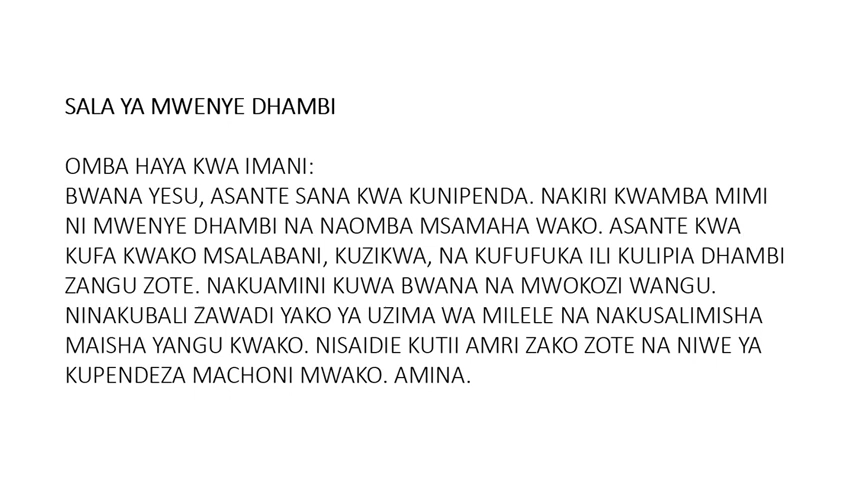 SALA YA MWENYE DHAMBI
OMBA HAYA KWA IMANI:
BWANA YESU, ASANTE SANA KWA KUNIPENDA. NAKIRI KWAMBA MIMI
NI MWENYE DHAMBI NA NAOMBA MSAMAHA WAKO. ASANTE KWA
KUFA KWAKO MSALABANI, KUZIKWA, NA KUFUFUKA ILI KULIPIA DHAMBI
ZANGU ZOTE. NAKUAMINI KUWA BWANA NA MWOKOZI WANGU.
NINAKUBALI ZAWADI YAKO YA UZIMA WA MILELE NA NAKUSALIMISHA
MAISHA YANGU KWAKO. NISAIDIE KUTII AMRI ZAKO ZOTE NA NIWE YA
KUPENDEZA MACHONI MWAKO. AMINA.